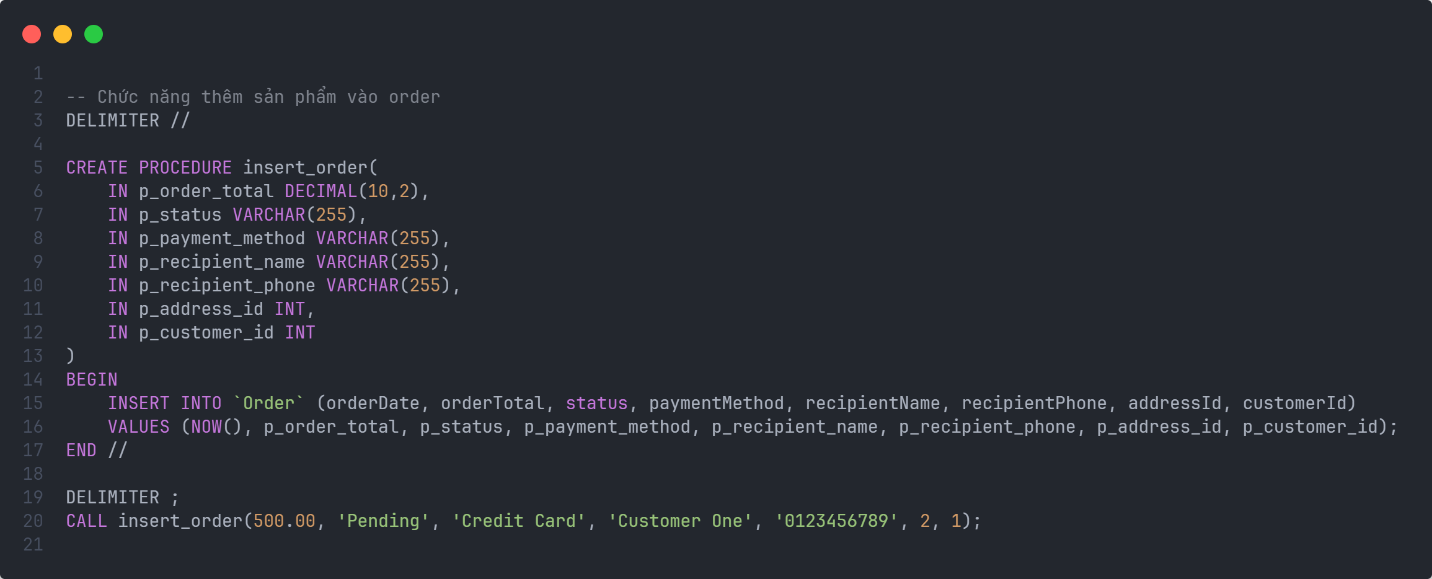 1
2 -- Chức năng thêm sản phẩm vào order
3 DELIMITER //
4
5 CREATE PROCEDURE insert_order(
6     IN p_order_total DECIMAL(10,2),
7     IN p_status VARCHAR(255),
8     IN p_payment_method VARCHAR(255),
9     IN p_recipient_name VARCHAR(255),
10     IN p_recipient_phone VARCHAR(255),
11     IN p_address_id INT,
12     IN p_customer_id INT
13 )
14 BEGIN
15     INSERT INTO `Order` (orderDate, orderTotal, status, paymentMethod, recipientName, recipientPhone, addressId, customerId)
16     VALUES (NOW(), p_order_total, p_status, p_payment_method, p_recipient_name, p_recipient_phone, p_address_id, p_customer_id);
17 END //
18
19 DELIMITER ;
20 CALL insert_order(500.00, 'Pending', 'Credit Card', 'Customer One', '0123456789', 2, 1);
21